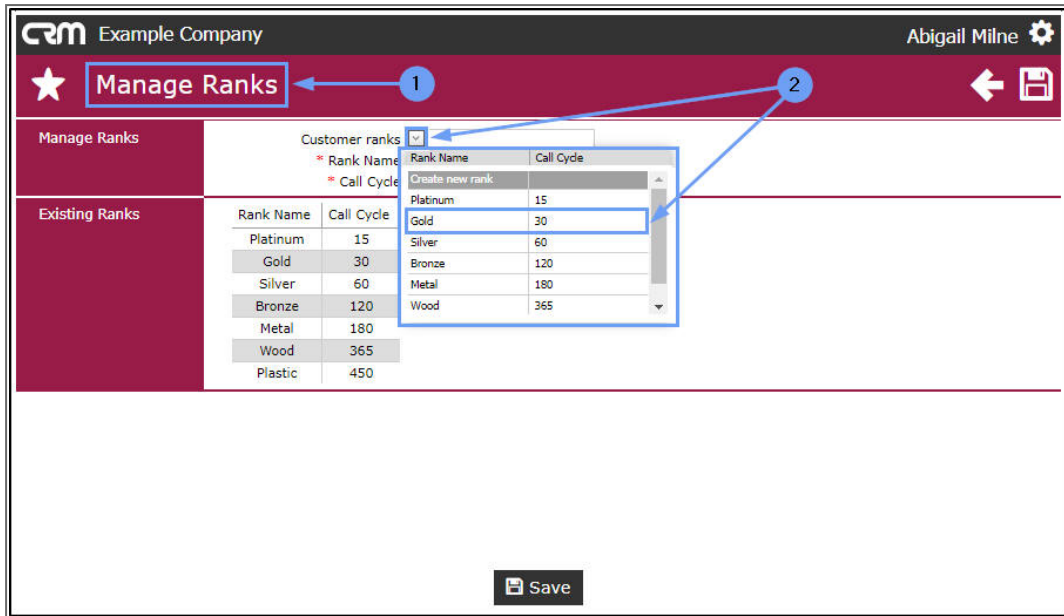 CRM Example Company Abigail Milne
Manage Ranks 1 2
Manage Ranks
Customer ranks
* Rank Name
* Call Cycle
Rank Name Call Cycle
Create new rank
Platinum 15
Gold 30
Silver 60
Bronze 120
Metal 180
Wood 365
Existing Ranks
Rank Name Call Cycle
Platinum 15
Gold 30
Silver 60
Bronze 120
Metal 180
Wood 365
Plastic 450
Save